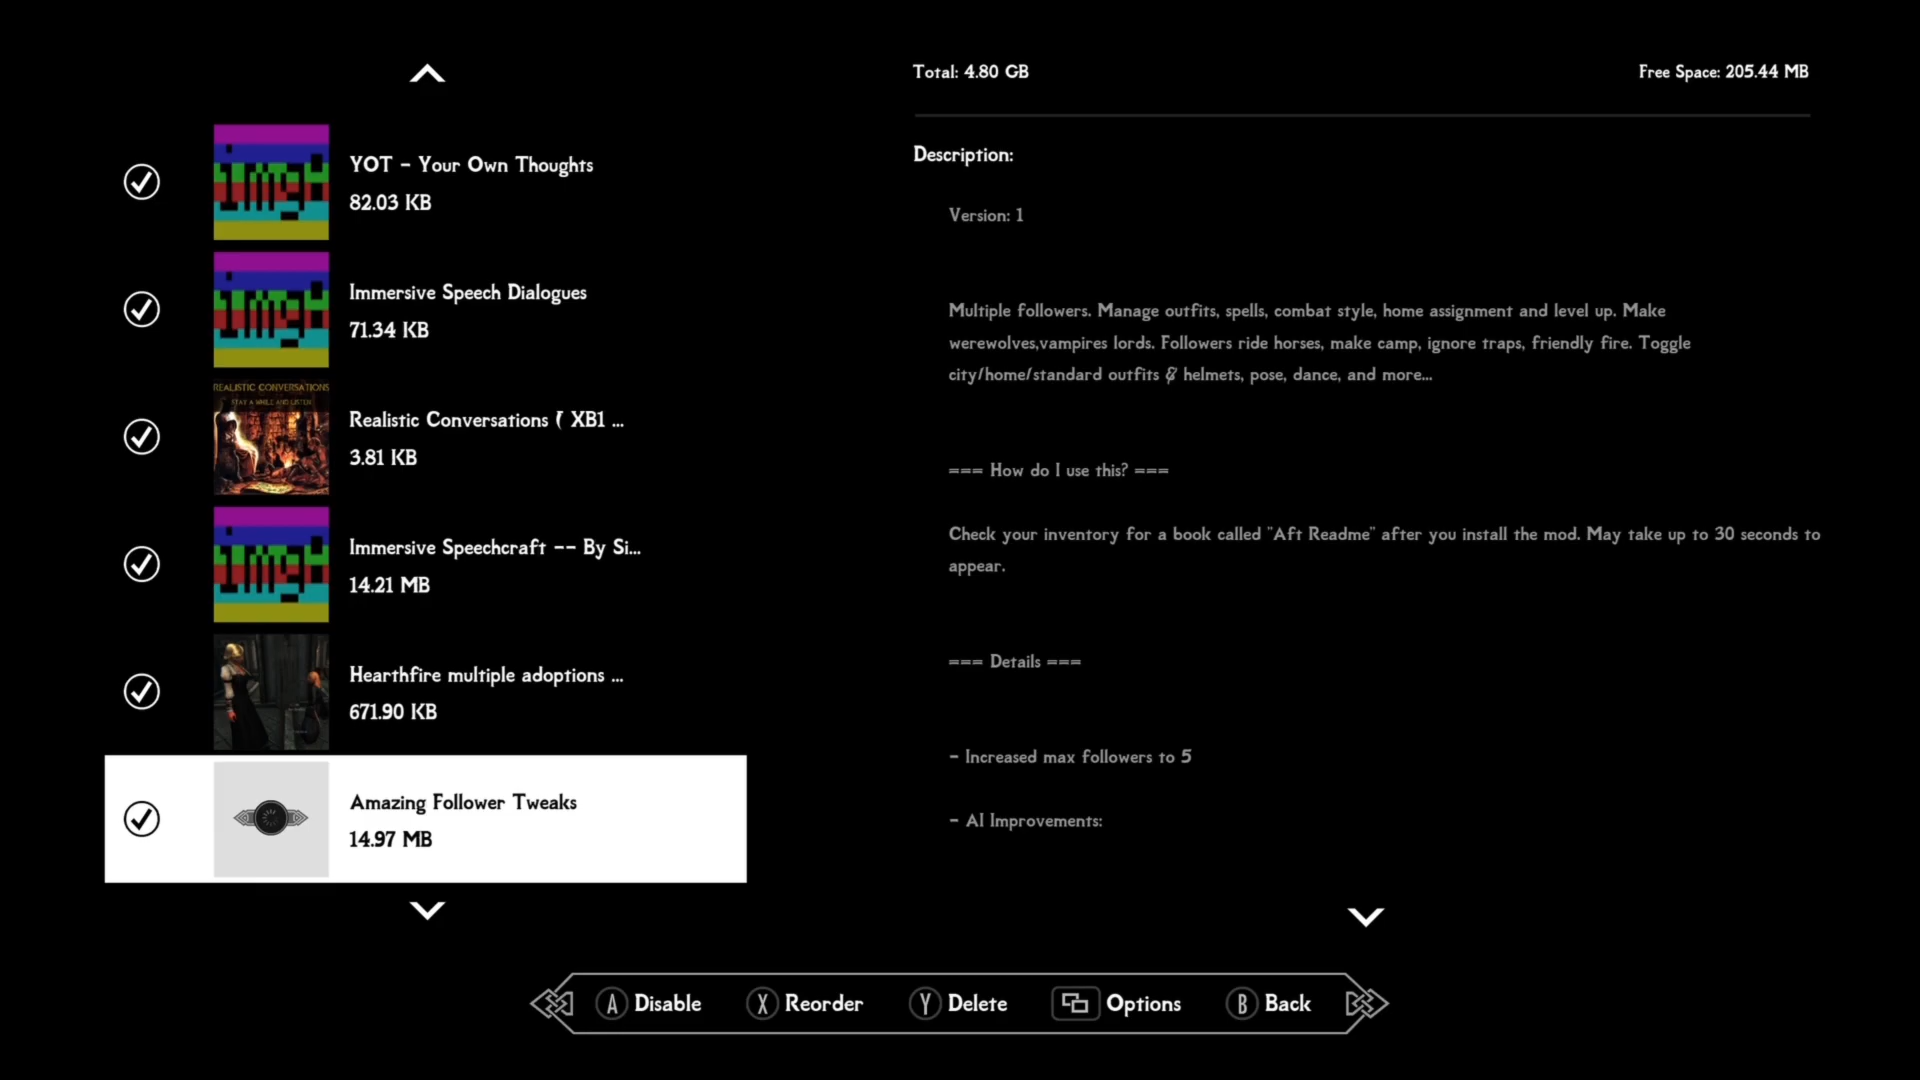 Total: 4.80 GB
Free Space: 205.44 MB
YOT - Your Own Thoughts
82.03 KB
Immersive Speech Dialogues
71.34 KB
REALISTIC CONVERSATIONS
STAY A WHILE AND LISTEN
Realistic Conversations ( XB1 ...
3.81 KB
Immersive Speechcraft -- By Si...
14.21 MB
Hearthfire multiple adoptions ...
671.90 KB
Amazing Follower Tweaks
14.97 MB
Description:
Version: 1
Multiple followers. Manage outfits, spells, combat style, home assignment and level up. Make
werewolves,vampires lords. Followers ride horses, make camp, ignore traps, friendly fire. Toggle
city/home/standard outfits & helmets, pose, dance, and more...
=== How do I use this? ===
Check your inventory for a book called "Aft Readme" after you install the mod. May take up to 30 seconds to
appear.
=== Details ===
- Increased max followers to 5
- AI Improvements:
A Disable
X Reorder
Y Delete
Options
B Back